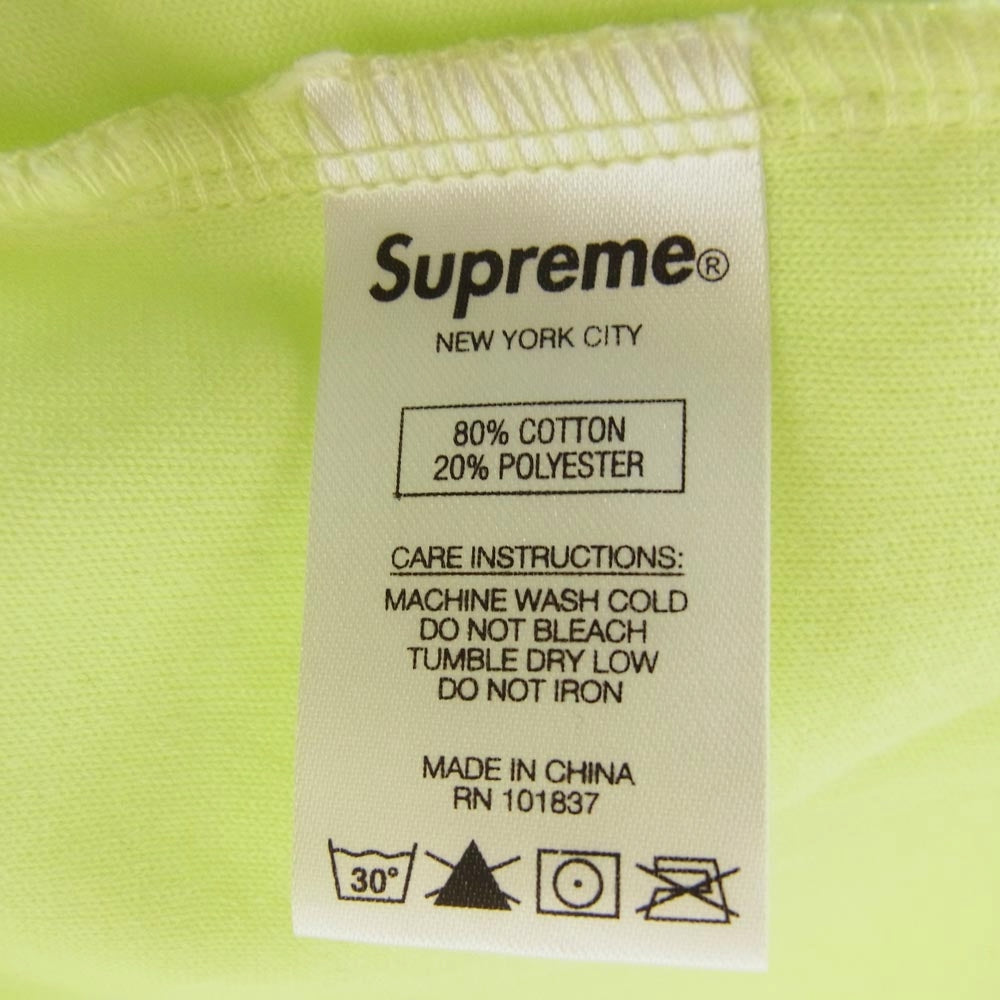 Supreme®
NEW YORK CITY
80% COTTON
20% POLYESTER
CARE INSTRUCTIONS:
MACHINE WASH COLD
DO NOT BLEACH
TUMBLE DRY LOW
DO NOT IRON
MADE IN CHINA
RN 101837
30°